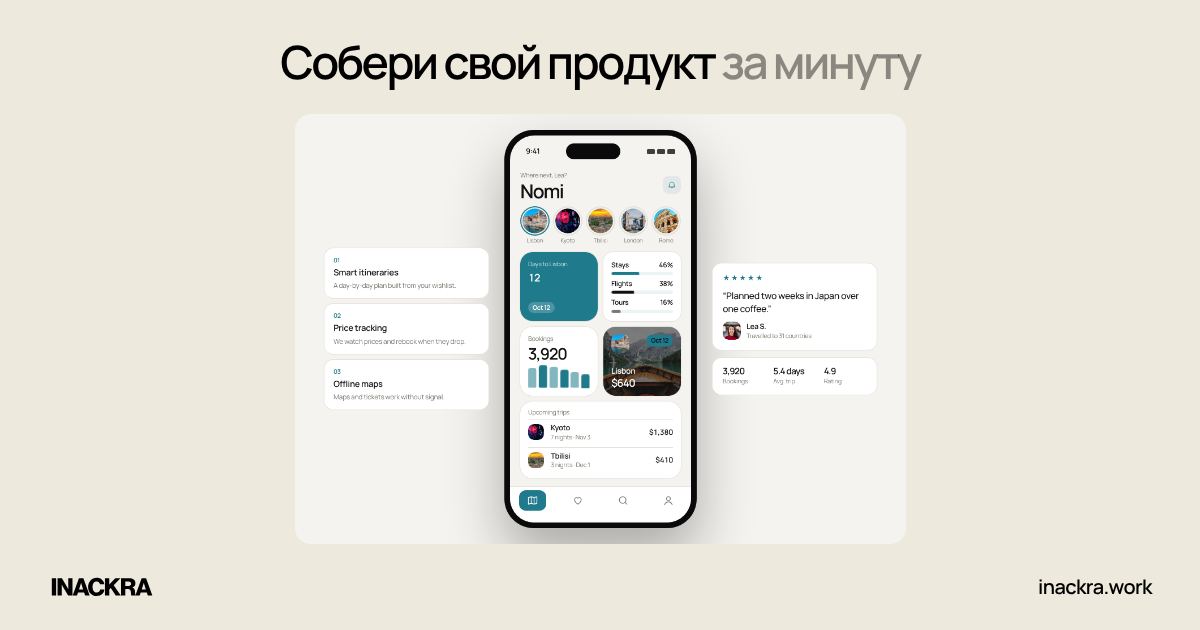 Собери свой продукт за минуту
01
Smart itineraries
A day-by-day plan built from your wishlist.
02
Price tracking
We watch prices and rebook when they drop.
03
Offline maps
Maps and tickets work without signal.
9:41
Where next, Lea?
Nomi
Lisbon Kyoto Tbilisi London Rome
Days to Lisbon
12
Oct 12
Stays 46%
Flights 38%
Tours 16%
Bookings
3,920
Oct 12
Lisbon
$640
Upcoming trips
Kyoto
7 nights · Nov 3
$1,380
Tbilisi
3 nights · Dec 1
$410
★★★★★
“Planned two weeks in Japan over
one coffee.”
Lea S.
Travelled to 31 countries
3,920 5.4 days 4.9
Bookings Avg. trip Rating
INACKRA
inackra.work